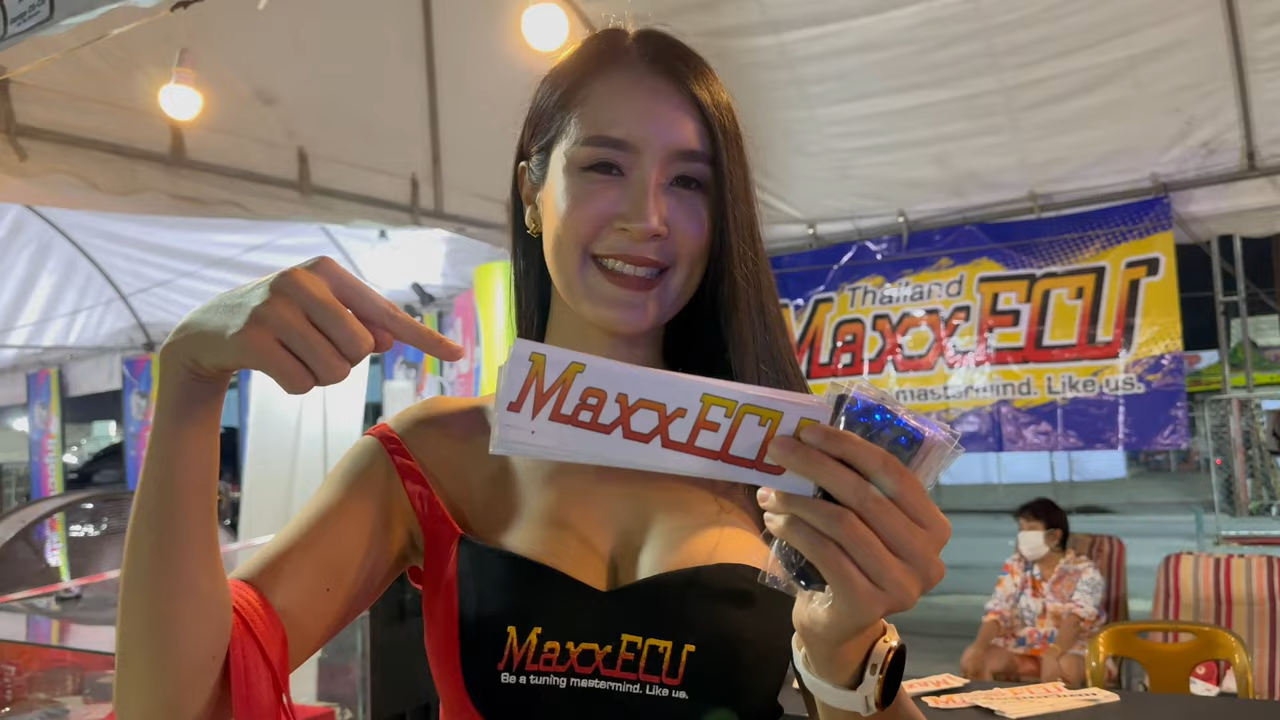 Thailand
MaxxECU
mastermind. Like us.
MaxxECU
MaxxECU
Be a tuning mastermind. Like us.